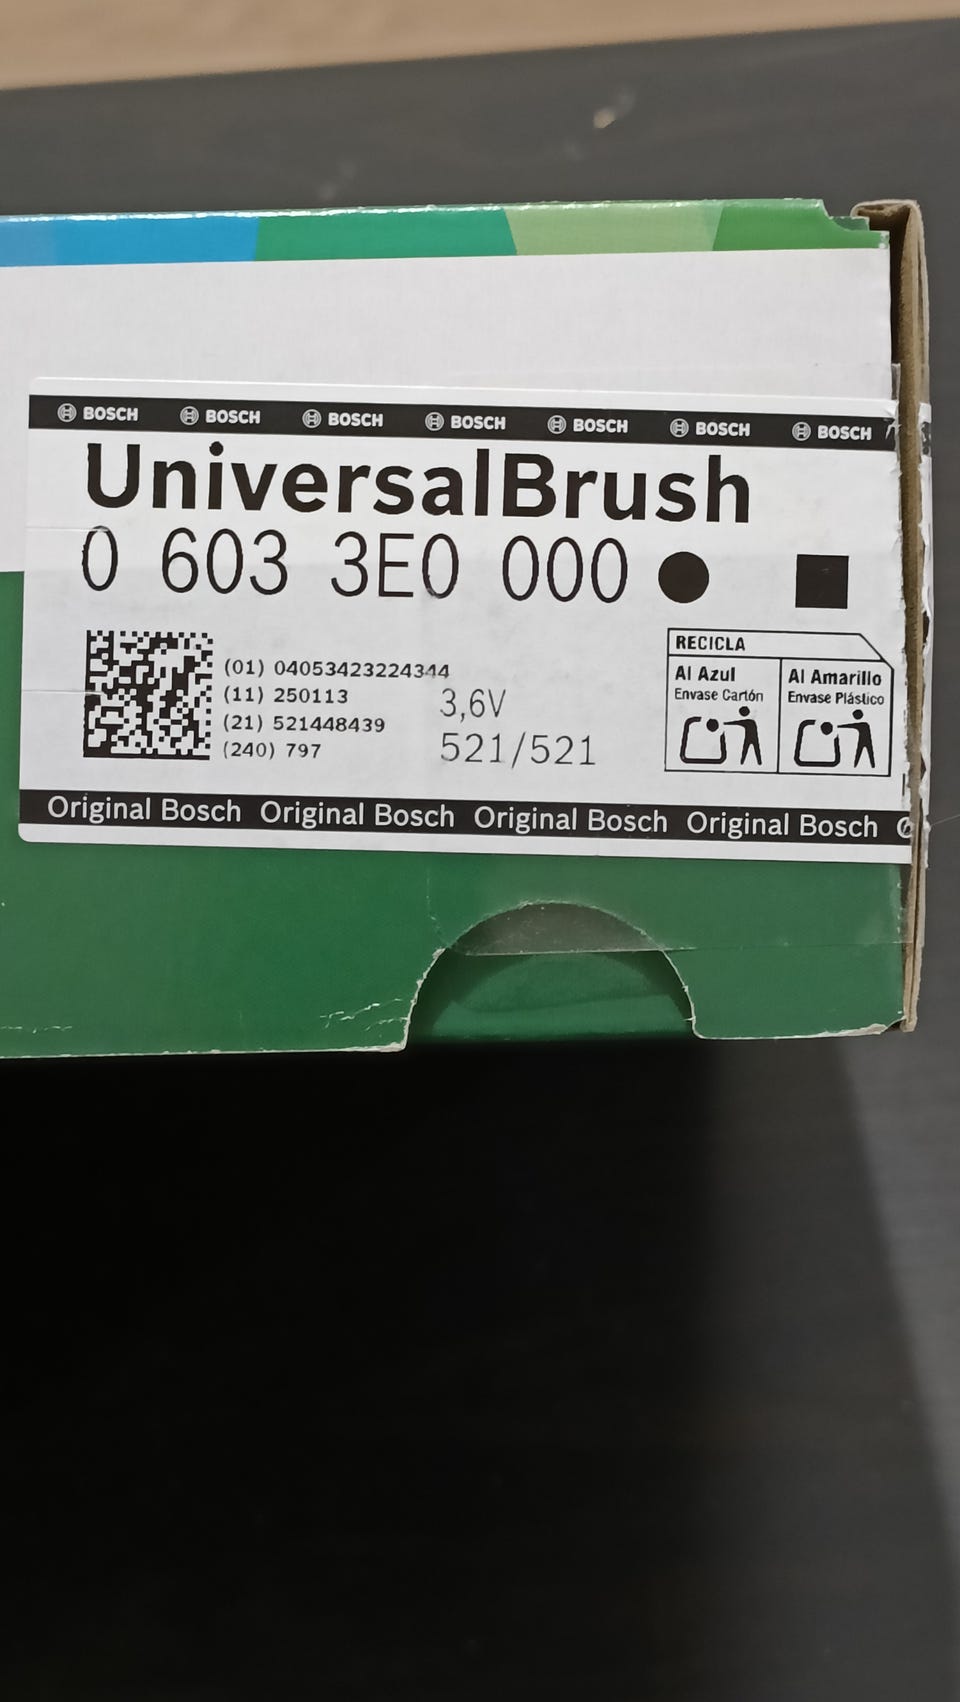 BOSCH BOSCH BOSCH BOSCH BOSCH BOSCH BOSCH
UniversalBrush
0 603 3E0 000
(01) 04053423224344
(11) 250113
(21) 521448439
(240) 797
3,6V
521/521
RECICLA
Al Azul
Envase Cartón
Al Amarillo
Envase Plástico
Original Bosch Original Bosch Original Bosch Original Bosch